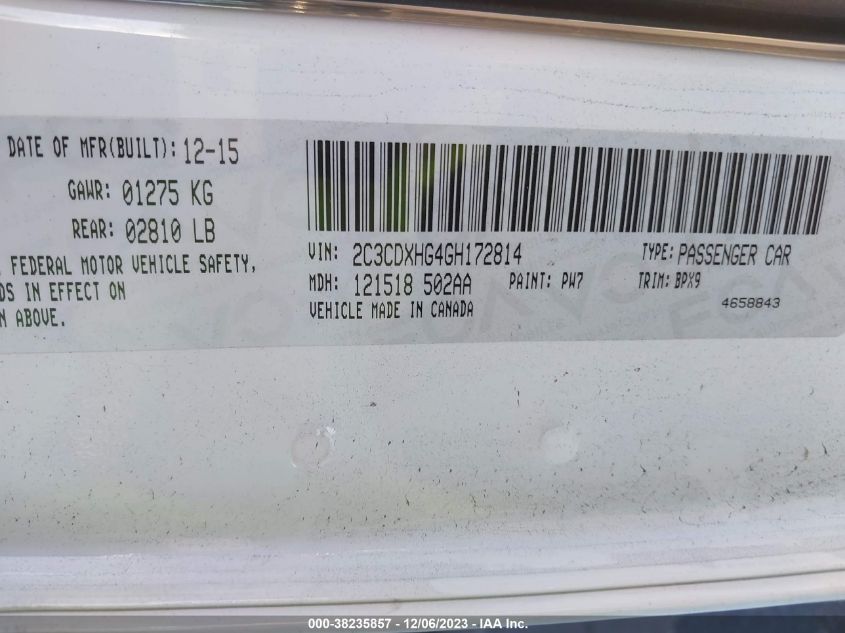 DATE OF MFR(BUILT): 12-15
GAWR: 01275 KG
REAR: 02810 LB
FEDERAL MOTOR VEHICLE SAFETY,
DS IN EFFECT ON
N ABOVE.
VIN: 2C3CDXHG4GH172814 TYPE: PASSENGER CAR
MDH: 121518 502AA PAINT: PW7 TRIM: BPX9
VEHICLE MADE IN CANADA 4658843
000-38235857 - 12/06/2023 - IAA Inc.